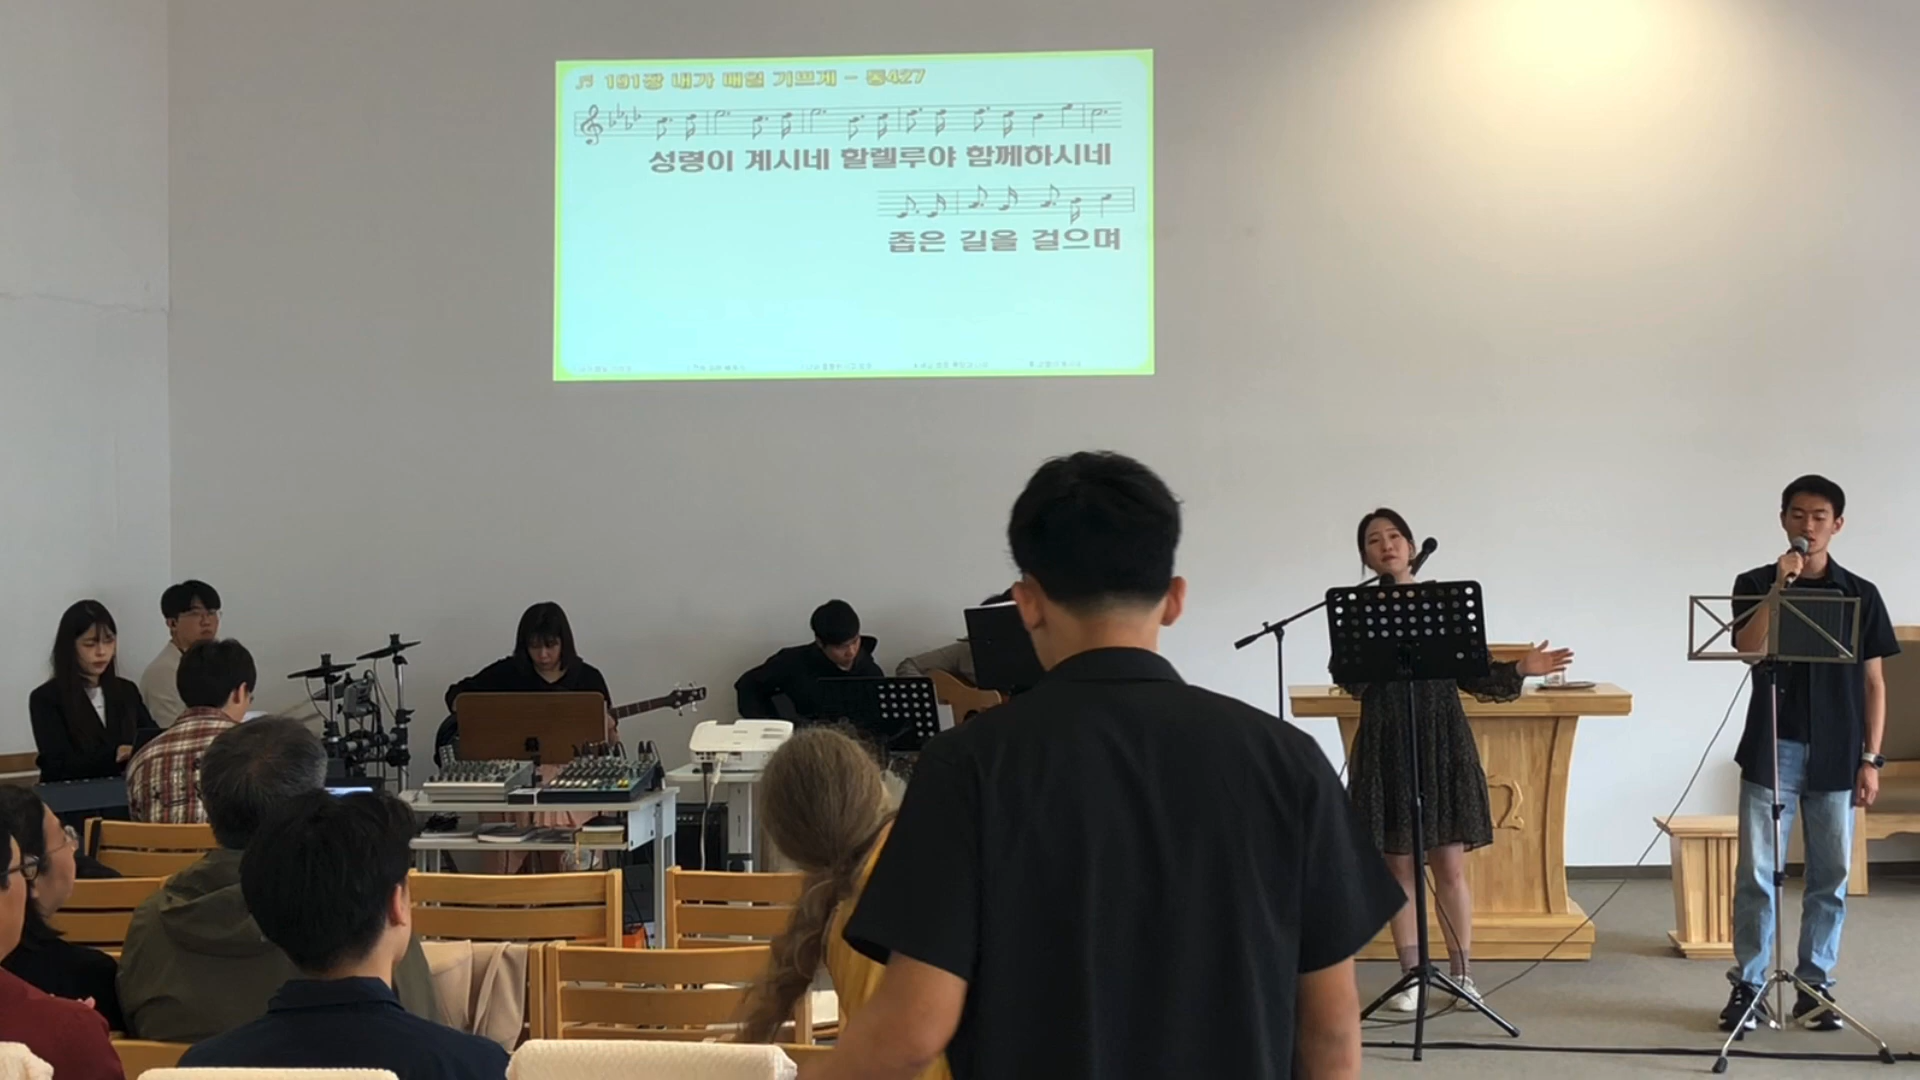 191장 내가 매일 기쁘게 - 통427
성령이 계시네 할렐루야 함께하시네
좁은 길을 걸으며